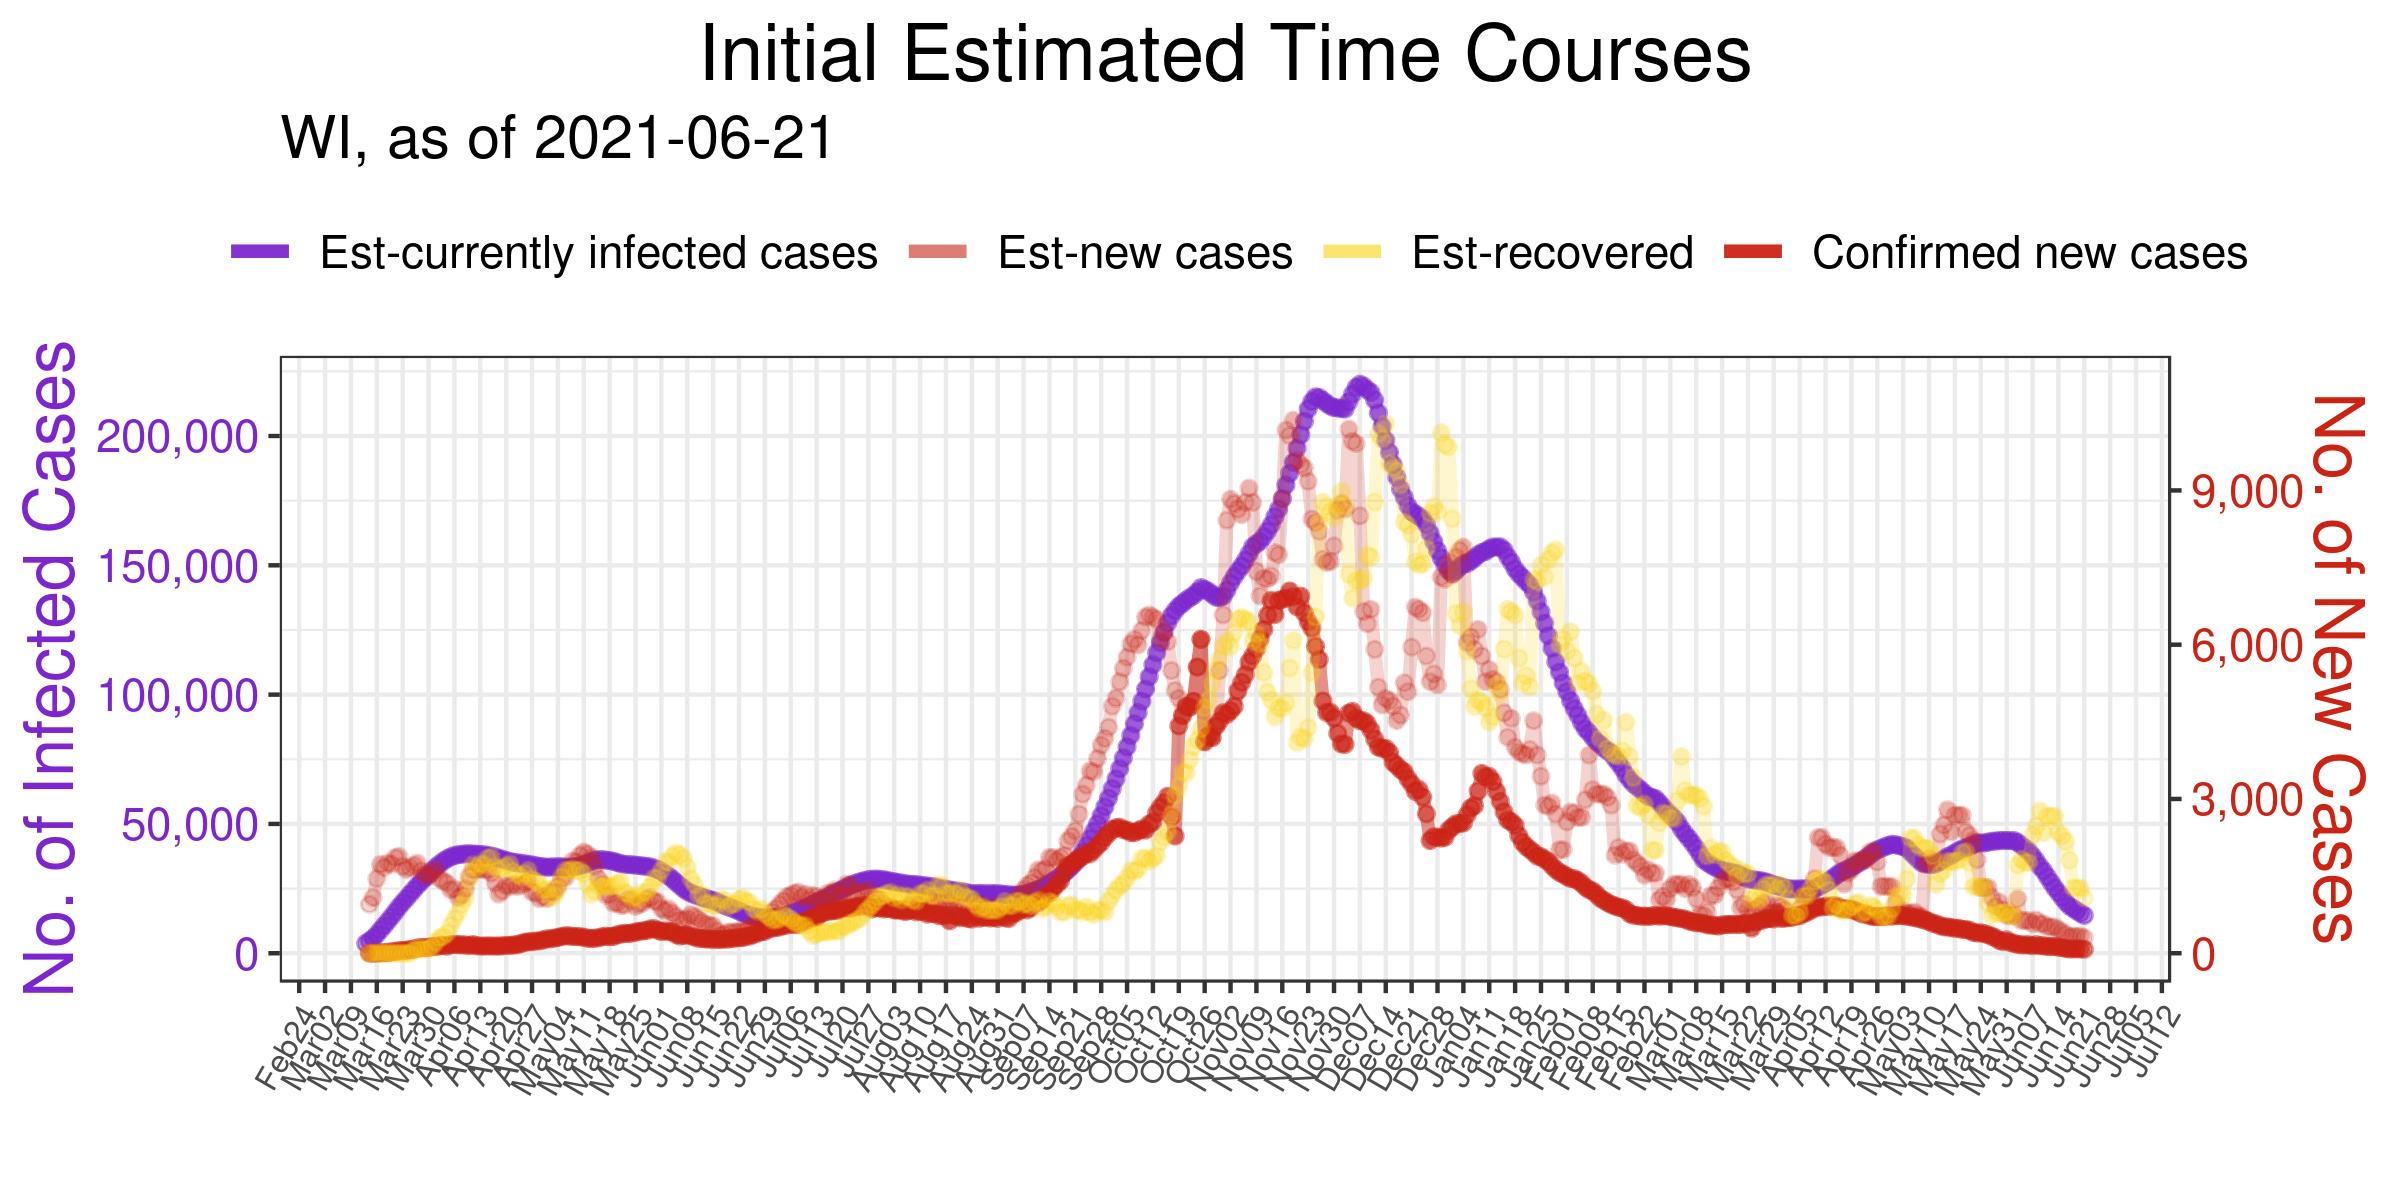 Initial Estimated Time Courses
WI, as of 2021-06-21
Est-currently infected cases
Est-new cases
Est-recovered
Confirmed new cases
No. of Infected Cases
200,000
150,000
100,000
50,000
0
No. of New Cases
9,000
6,000
3,000
0
Feb24
Mar02
Mar09
Mar16
Mar23
Mar30
Apr06
Apr13
Apr20
Apr27
May04
May11
May18
May25
Jun01
Jun08
Jun15
Jun22
Jun29
Jul06
Jul13
Jul20
Jul27
Aug03
Aug10
Aug17
Aug24
Aug31
Sep07
Sep14
Sep21
Sep28
Oct05
Oct12
Oct19
Oct26
Nov02
Nov09
Nov16
Nov23
Nov30
Dec07
Dec14
Dec21
Dec28
Jan04
Jan11
Jan18
Jan25
Feb01
Feb08
Feb15
Feb22
Mar01
Mar08
Mar15
Mar22
Mar29
Apr05
Apr12
Apr19
Apr26
May03
May10
May17
May24
May31
Jun07
Jun14
Jun21
Jun28
Jul05
Jul12